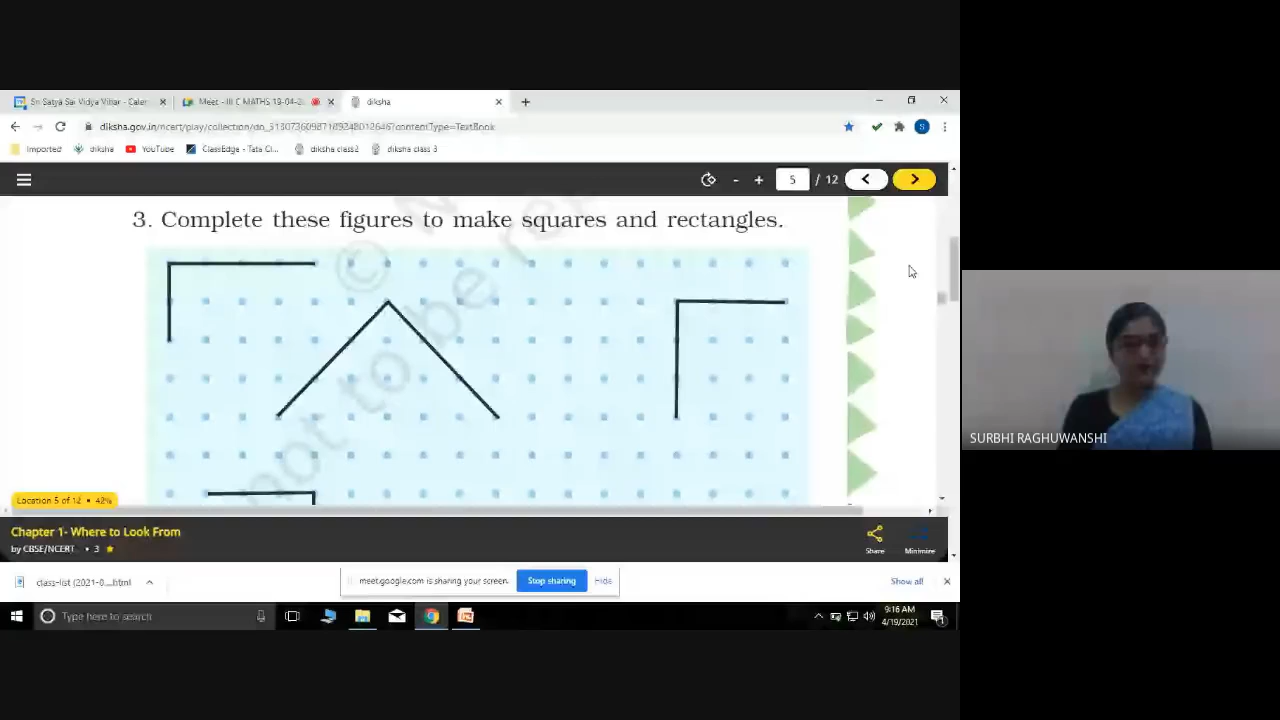 Sri Satya Sai Vidya Vihar - Caler
Meet - III C MATHS 19-04-2
diksha
diksha.gov.in/ncert/play/collection/do_31307360987189248012646?contentType=TextBook
Imported
diksha
YouTube
ClassEdge - Tata Cl...
diksha class2
diksha class 3
- + 5 / 12
3. Complete these figures to make squares and rectangles.
© N
not to be rep
SURBHI RAGHUWANSHI
Location 5 of 12 • 42%
Chapter 1- Where to Look From
by CBSE/NCERT • 3
Share
Minimize
class-list (2021-0....html
meet.google.com is sharing your screen.
Stop sharing
Hide
Show all
Type here to search
9:16 AM
4/19/2021